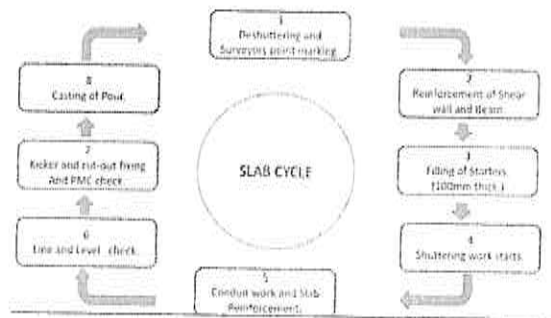 1
Deshuttering and
Surveyors point marking.
2
Reinforcement of Shear
wall and Beam.
3
Filling of Starters
(100mm thick.)
4
Shuttering work starts.
5
Conduit work and Slab
Reinforcement.
6
Line and Level check.
7
Kicker and cut-out fixing
And PMC check.
8
Casting of Pour.
SLAB CYCLE